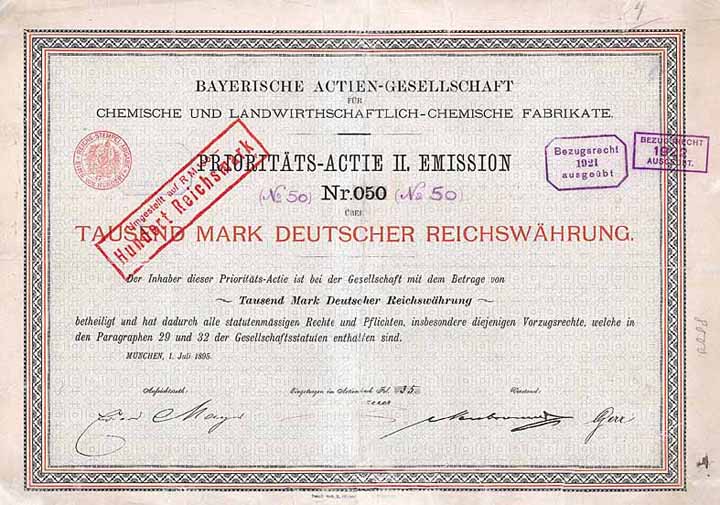 BAYERISCHE ACTIEN-GESELLSCHAFT
FÜR
CHEMISCHE UND LANDWIRTHSCHAFTLICH-CHEMISCHE FABRIKATE.
PRIORITÄTS-ACTIE II. EMISSION
Umgestellt auf R.M.
Hundert Reichsmark
Bezugsrecht
1921
ausgeübt
BEZUGSRECHT
AUSGEÜBT.
(No 50) Nr. 050 (No 50)
ÜBER
TAUSEND MARK DEUTSCHER REICHSWÄHRUNG.
Der Inhaber dieser Prioritäts-Actie ist bei der Gesellschaft mit dem Betrage von
~ Tausend Mark Deutscher Reichswährung ~
betheiligt und hat dadurch alle statutenmässigen Rechte und Pflichten, insbesondere diejenigen Vorzugsrechte, welche in
den Paragraphen 29 und 32 der Gesellschaftsstatuten enthalten sind.
MÜNCHEN, 1. Juli 1895.
Aufsichtsrath: Eingetragen im Actienbuch Fol. 35 Vorstand: